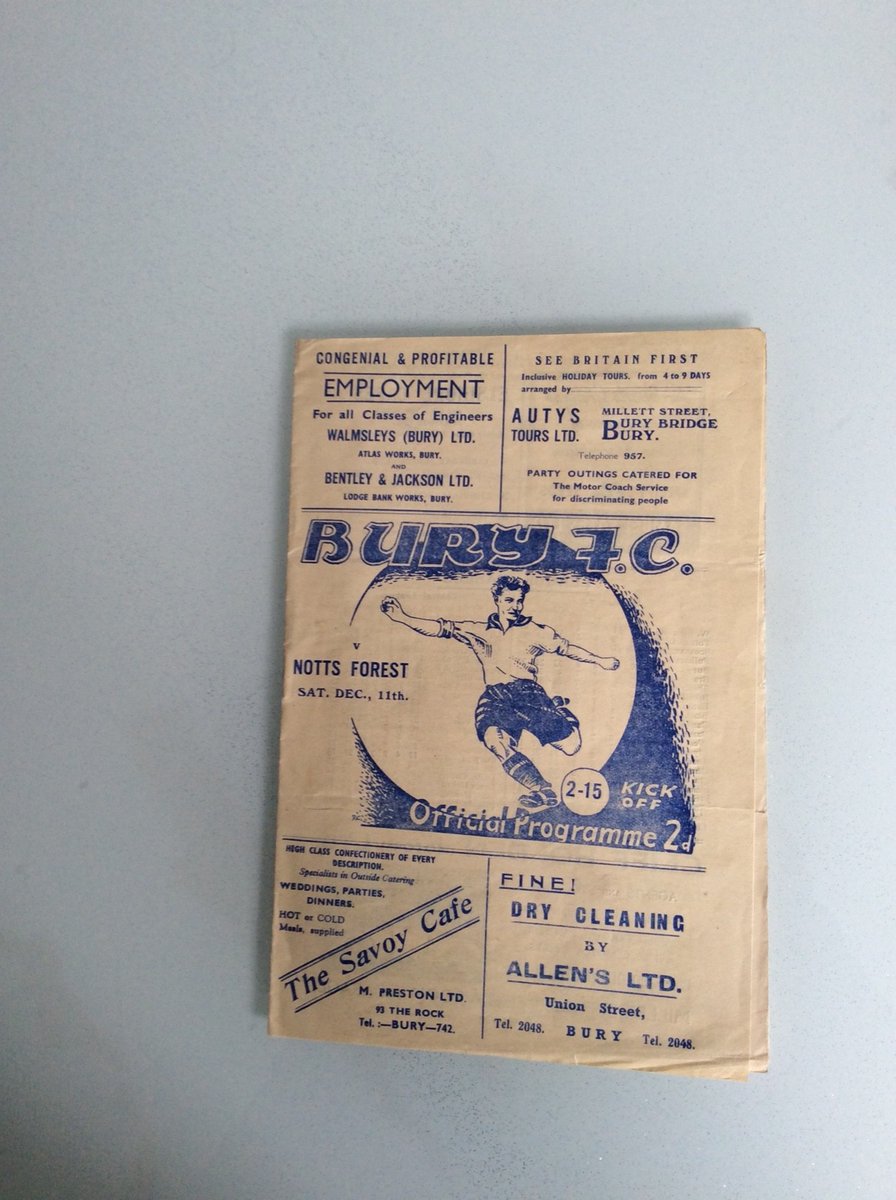 CONGENIAL & PROFITABLE
EMPLOYMENT
For all Classes of Engineers
WALMSLEYS (BURY) LTD.
ATLAS WORKS, BURY.
AND
BENTLEY & JACKSON LTD.
LODGE BANK WORKS, BURY.
SEE BRITAIN FIRST
Inclusive HOLIDAY TOURS. from 4 to 9 DAYS
arranged by
AUTYS
TOURS LTD.
MILLETT STREET,
BURY BRIDGE
BURY.
Telephone 957.
PARTY OUTINGS CATERED FOR
The Motor Coach Service
for discriminating people
BURY F.C.
v
NOTTS FOREST
SAT. DEC., 11th.
2-15 KICK
OFF
Official Programme 2d
HIGH CLASS CONFECTIONERY OF EVERY
DESCRIPTION.
Specialists in Outside Catering
WEDDINGS, PARTIES,
DINNERS.
HOT or COLD
Meals, supplied
The Savoy Cafe
M. PRESTON LTD.
93 THE ROCK
Tel. :—BURY—742.
FINE!
DRY CLEANING
BY
ALLEN'S LTD.
Union Street,
Tel. 2048. BURY Tel. 2048.